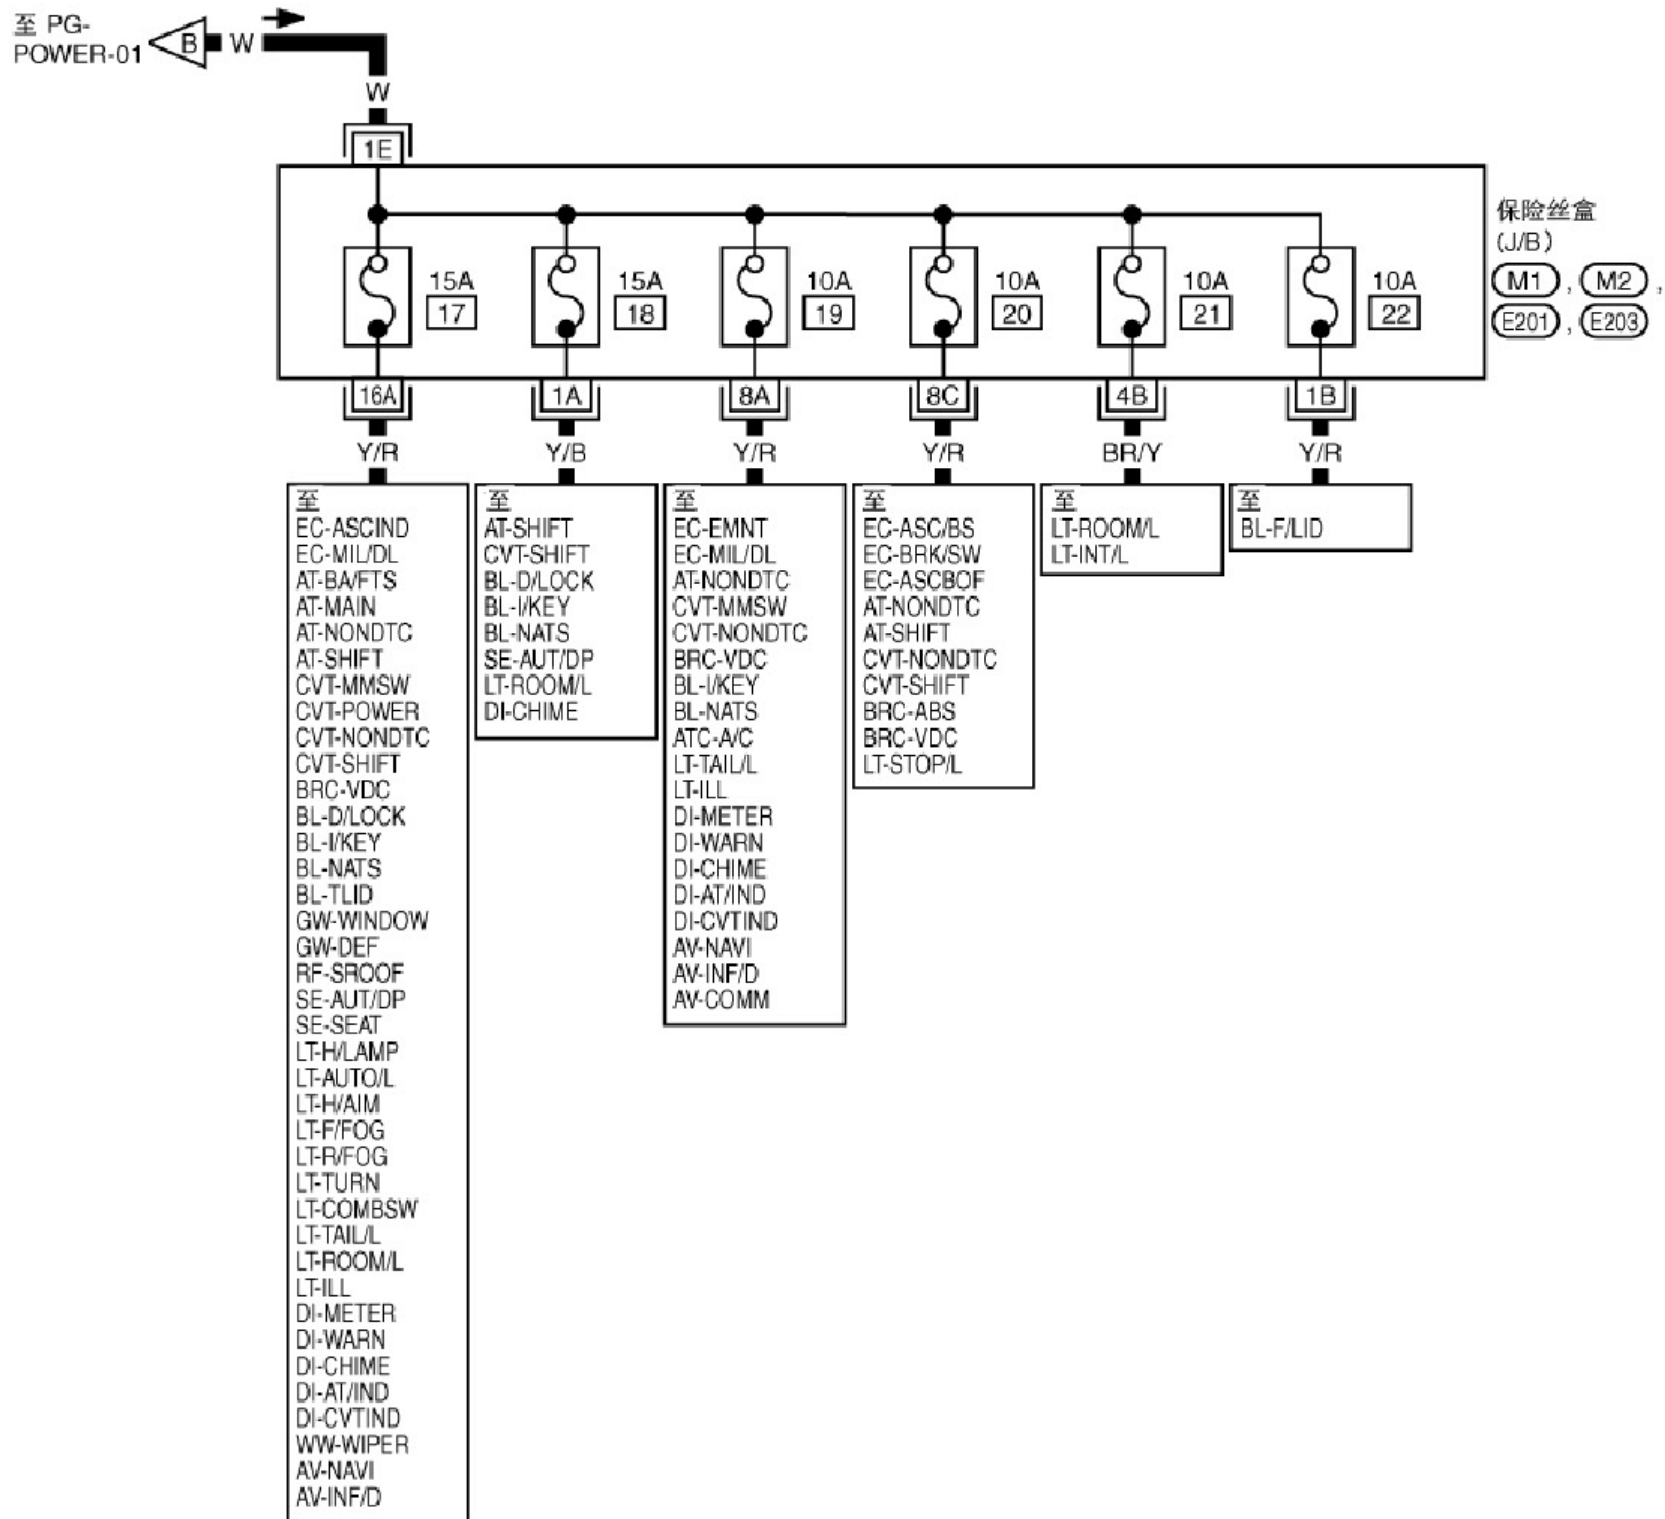 至 PG-
POWER-01
B
W
W
1E
15A
17
15A
18
10A
19
10A
20
10A
21
10A
22
保险丝盒
(J/B)
M1 , M2 ,
E201 , E203
16A
1A
8A
8C
4B
1B
Y/R
Y/B
Y/R
Y/R
BR/Y
Y/R
至
EC-ASCIND
EC-MIL/DL
AT-BA/FTS
AT-MAIN
AT-NONDTC
AT-SHIFT
CVT-MMSW
CVT-POWER
CVT-NONDTC
CVT-SHIFT
BRC-VDC
BL-D/LOCK
BL-I/KEY
BL-NATS
BL-TLID
GW-WINDOW
GW-DEF
RF-SROOF
SE-AUT/DP
SE-SEAT
LT-H/LAMP
LT-AUTO/L
LT-H/AIM
LT-F/FOG
LT-R/FOG
LT-TURN
LT-COMBSW
LT-TAIL/L
LT-ROOM/L
LT-ILL
DI-METER
DI-WARN
DI-CHIME
DI-AT/IND
DI-CVTIND
WW-WIPER
AV-NAVI
AV-INF/D
至
AT-SHIFT
CVT-SHIFT
BL-D/LOCK
BL-I/KEY
BL-NATS
SE-AUT/DP
LT-ROOM/L
DI-CHIME
至
EC-EMNT
EC-MIL/DL
AT-NONDTC
CVT-MMSW
CVT-NONDTC
BRC-VDC
BL-I/KEY
BL-NATS
ATC-A/C
LT-TAIL/L
LT-ILL
DI-METER
DI-WARN
DI-CHIME
DI-AT/IND
DI-CVTIND
AV-NAVI
AV-INF/D
AV-COMM
至
EC-ASC/BS
EC-BRK/SW
EC-ASCBOF
AT-NONDTC
AT-SHIFT
CVT-NONDTC
CVT-SHIFT
BRC-ABS
BRC-VDC
LT-STOP/L
至
LT-ROOM/L
LT-INT/L
至
BL-F/LID